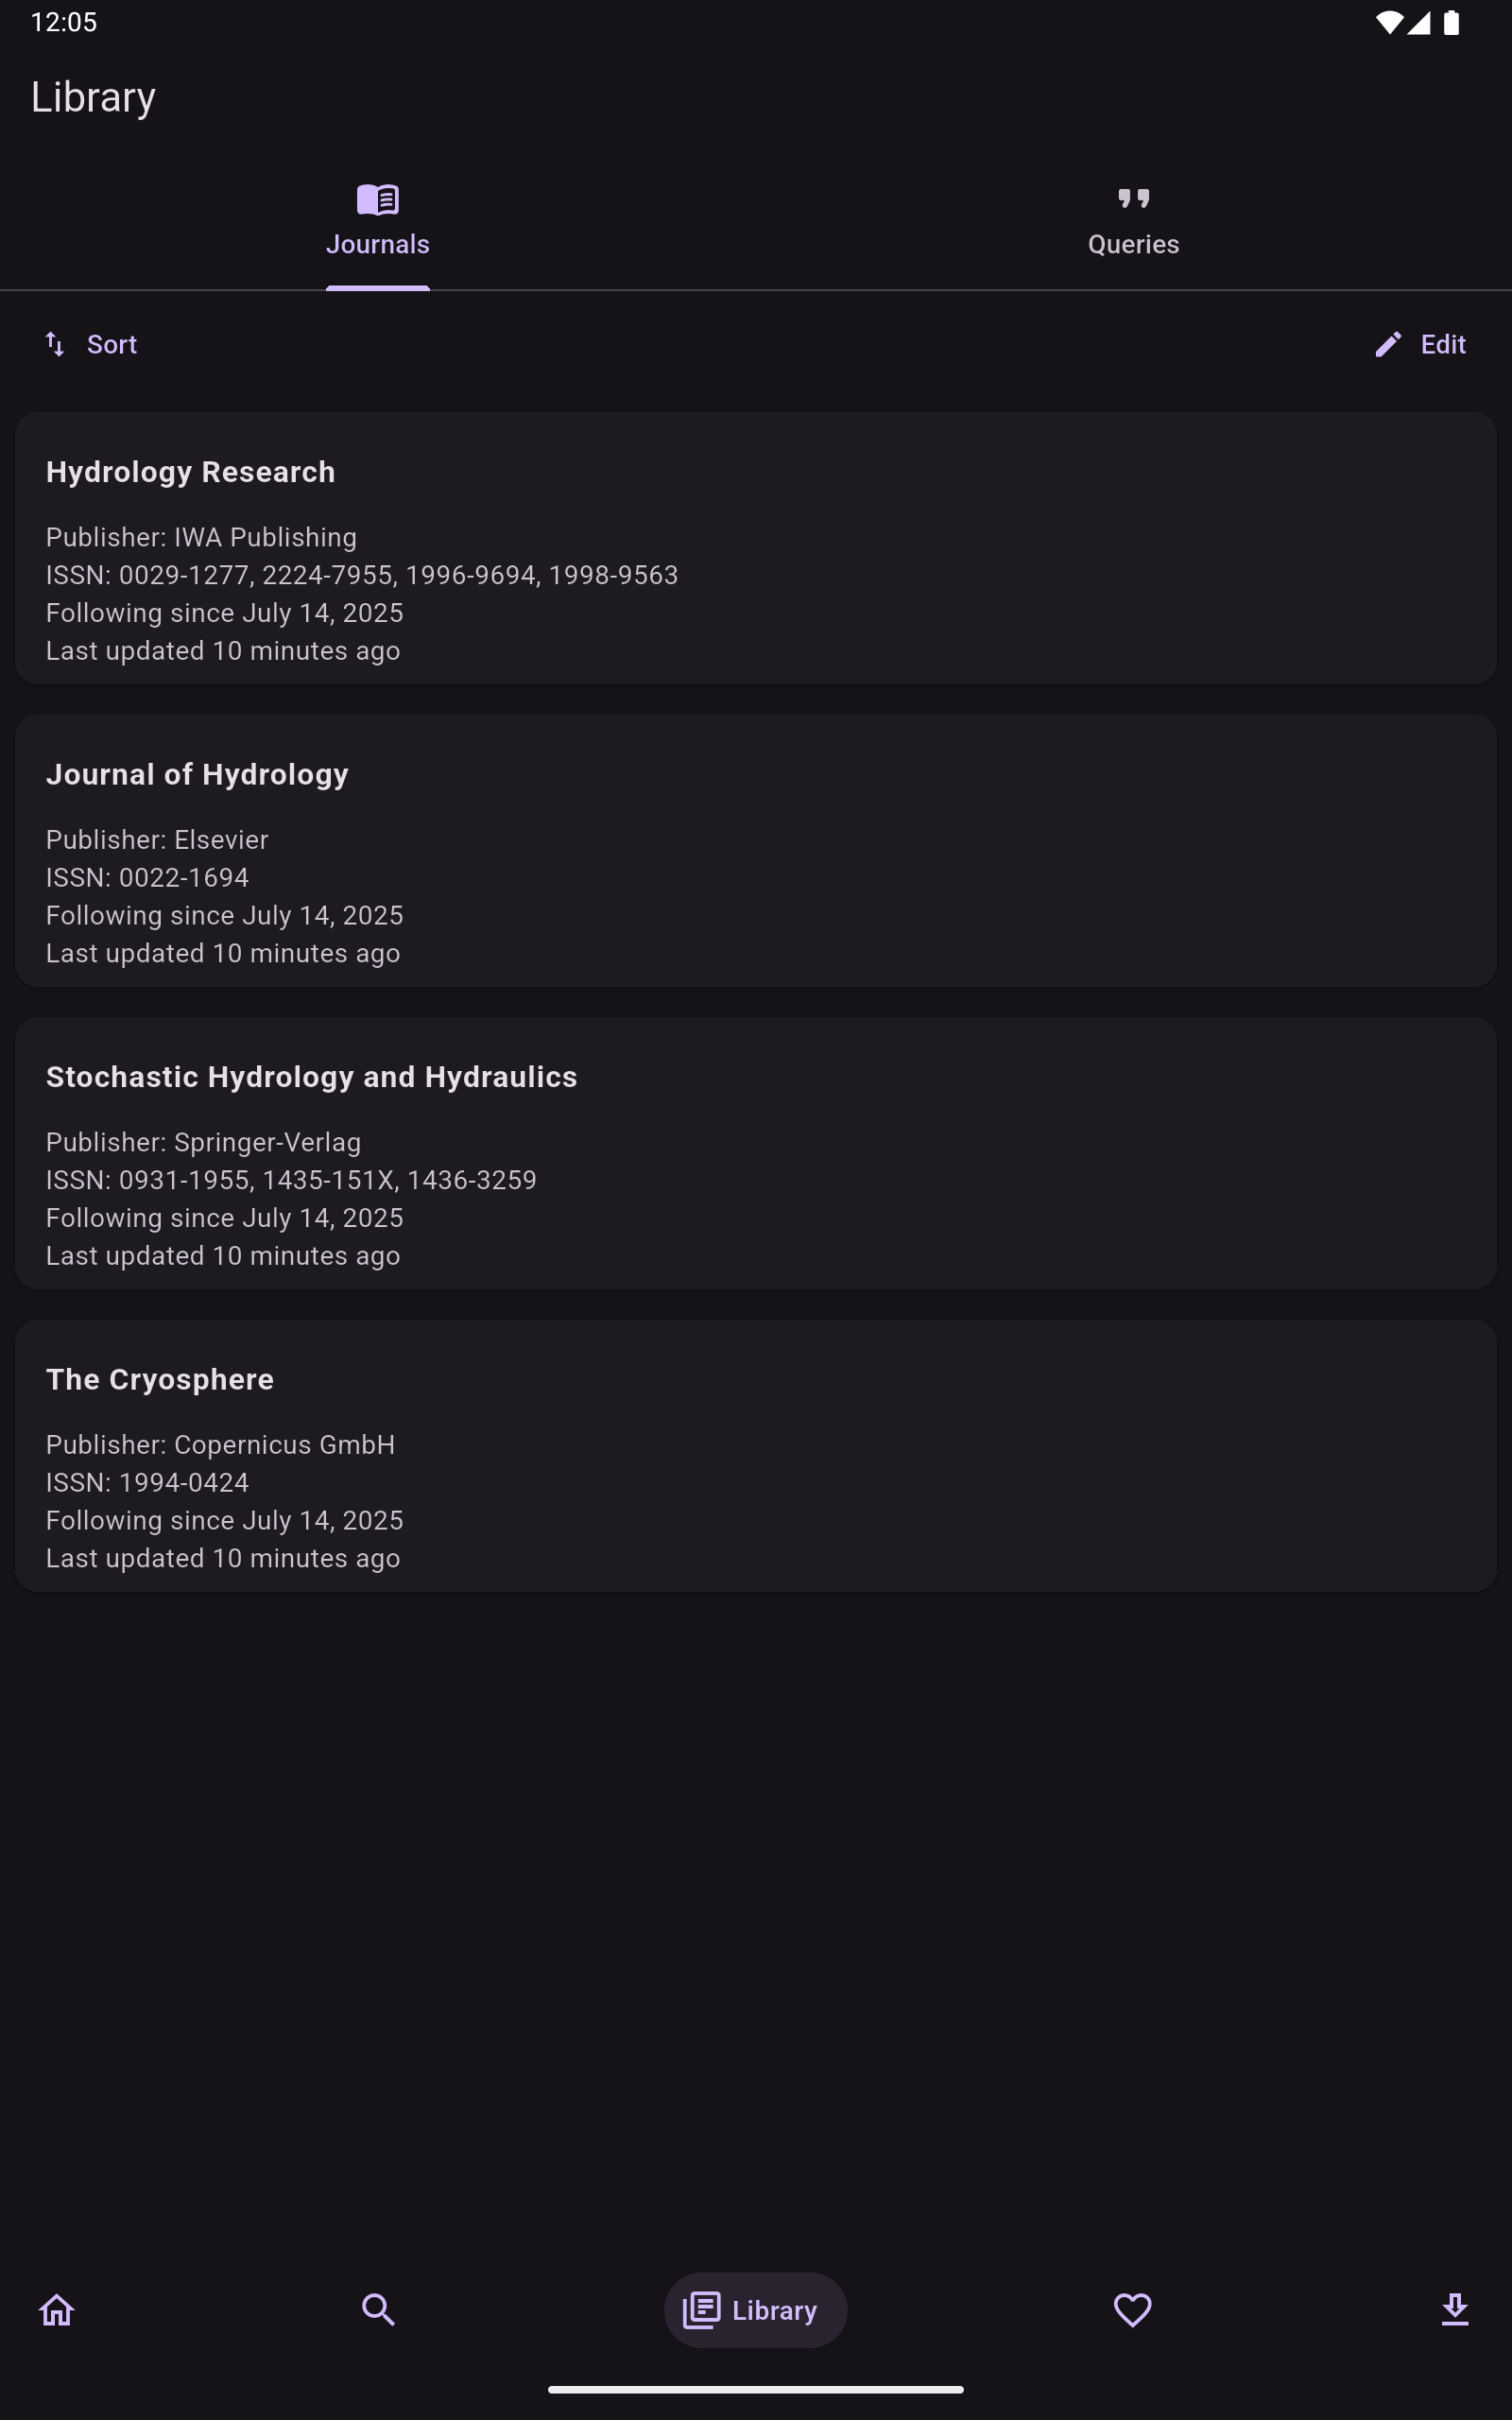 12:05
Library
Journals
Queries
Sort
Edit
Hydrology Research
Publisher: IWA Publishing
ISSN: 0029-1277, 2224-7955, 1996-9694, 1998-9563
Following since July 14, 2025
Last updated 10 minutes ago
Journal of Hydrology
Publisher: Elsevier
ISSN: 0022-1694
Following since July 14, 2025
Last updated 10 minutes ago
Stochastic Hydrology and Hydraulics
Publisher: Springer-Verlag
ISSN: 0931-1955, 1435-151X, 1436-3259
Following since July 14, 2025
Last updated 10 minutes ago
The Cryosphere
Publisher: Copernicus GmbH
ISSN: 1994-0424
Following since July 14, 2025
Last updated 10 minutes ago
Library